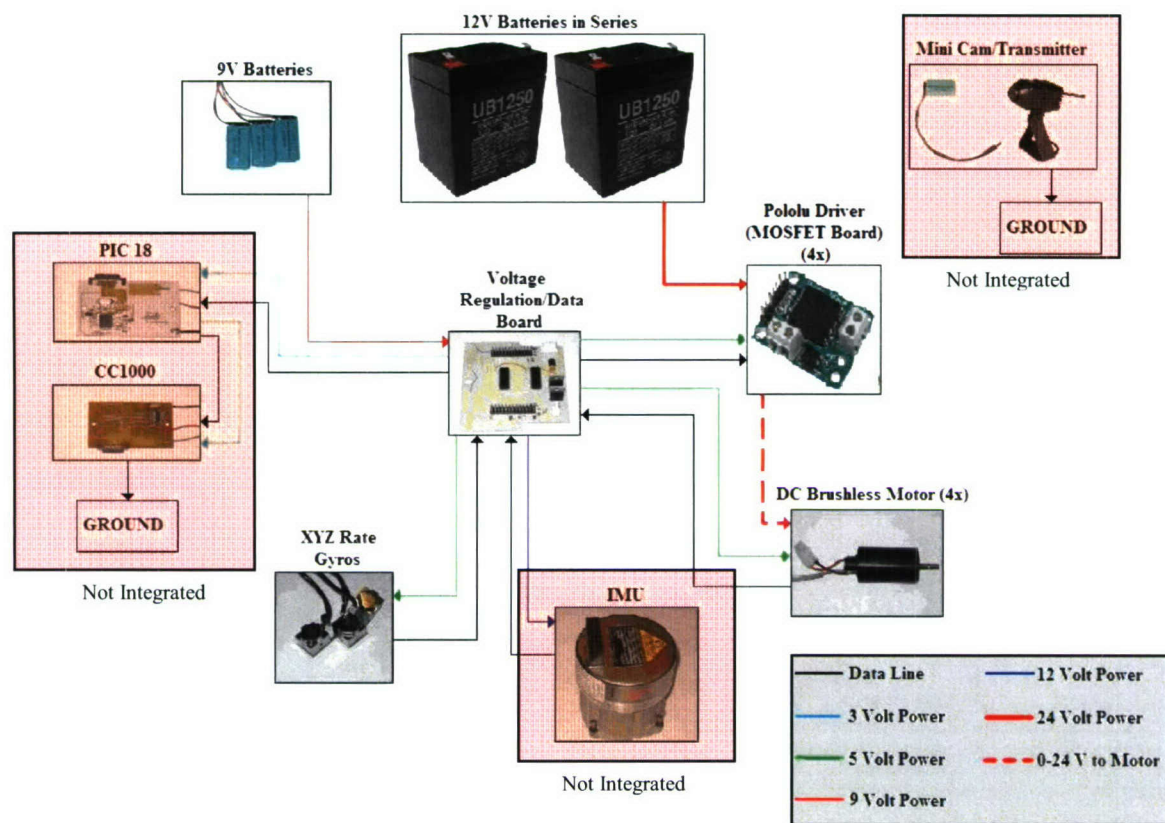 12V Batteries in Series
9V Batteries
UB1250
UB1250
Mini Cam/Transmitter
GROUND
Not Integrated
Pololu Driver
(MOSFET Board)
(4x)
PIC 18
CC1000
GROUND
Not Integrated
Voltage
Regulation/Data
Board
DC Brushless Motor (4x)
XYZ Rate
Gyros
IMU
Not Integrated
Data Line
3 Volt Power
5 Volt Power
9 Volt Power
12 Volt Power
24 Volt Power
0-24 V to Motor